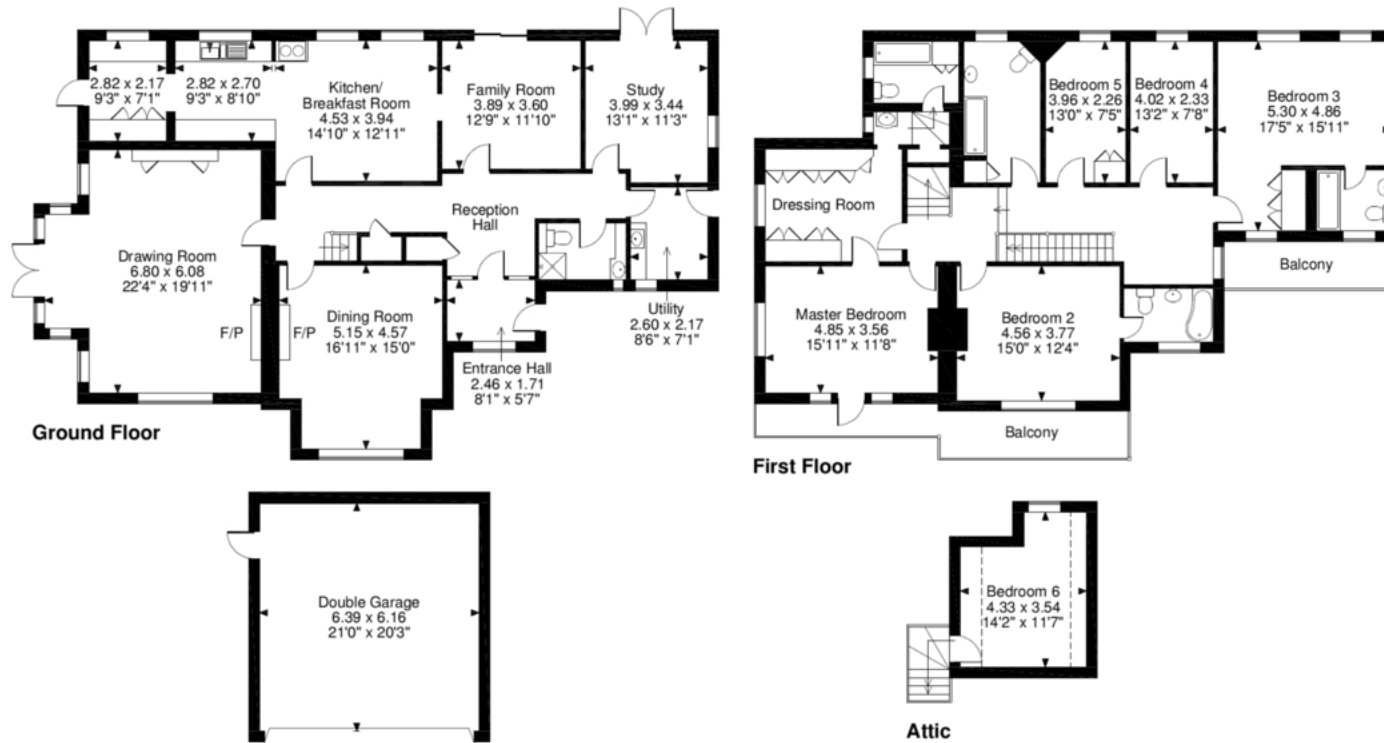 2.82 x 2.17
9'3" x 7'1"
2.82 x 2.70
9'3" x 8'10"
Kitchen/
Breakfast Room
4.53 x 3.94
14'10" x 12'11"
Family Room
3.89 x 3.60
12'9" x 11'10"
Study
3.99 x 3.44
13'1" x 11'3"
Reception
Hall
Drawing Room
6.80 x 6.08
22'4" x 19'11"
F/P
F/P
Dining Room
5.15 x 4.57
16'11" x 15'0"
Utility
2.60 x 2.17
8'6" x 7'1"
Entrance Hall
2.46 x 1.71
8'1" x 5'7"
Ground Floor
Bedroom 5
3.96 x 2.26
13'0" x 7'5"
Bedroom 4
4.02 x 2.33
13'2" x 7'8"
Bedroom 3
5.30 x 4.86
17'5" x 15'11"
Dressing Room
Balcony
Master Bedroom
4.85 x 3.56
15'11" x 11'8"
Bedroom 2
4.56 x 3.77
15'0" x 12'4"
Balcony
First Floor
Double Garage
6.39 x 6.16
21'0" x 20'3"
Bedroom 6
4.33 x 3.54
14'2" x 11'7"
Attic